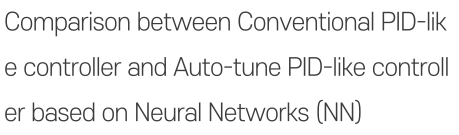 Comparison between Conventional PID-lik
e controller and Auto-tune PID-like controll
er based on Neural Networks (NN)